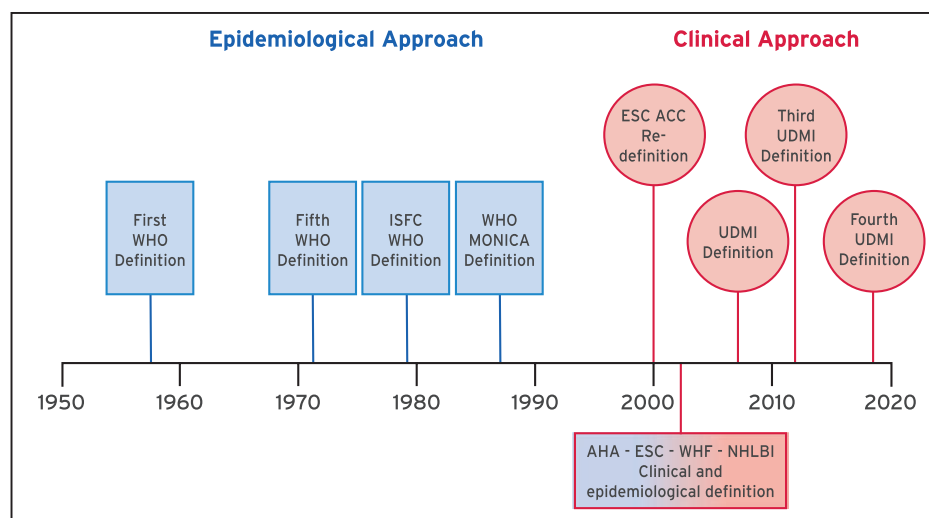 Epidemiological Approach
Clinical Approach
ESC ACC
Re-
definition
Third
UDMI
Definition
First
WHO
Definition
Fifth
WHO
Definition
ISFC
WHO
Definition
WHO
MONICA
Definition
UDMI
Definition
Fourth
UDMI
Definition
1950
1960
1970
1980
1990
2000
2010
2020
AHA - ESC - WHF - NHLBI
Clinical and
epidemiological definition